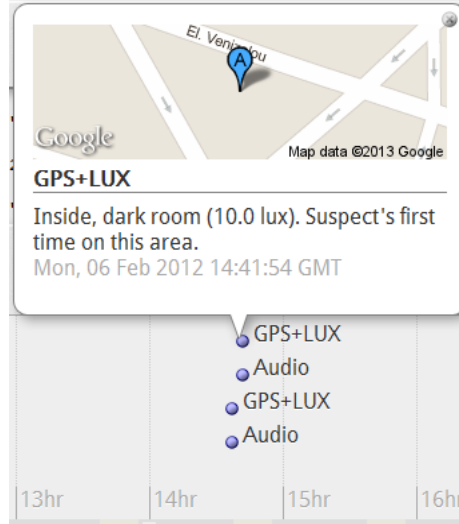 El. Venizelou
A
Google
Map data ©2013 Google
GPS+LUX
Inside, dark room (10.0 lux). Suspect's first
time on this area.
Mon, 06 Feb 2012 14:41:54 GMT
GPS+LUX
Audio
GPS+LUX
Audio
13hr
14hr
15hr
16h